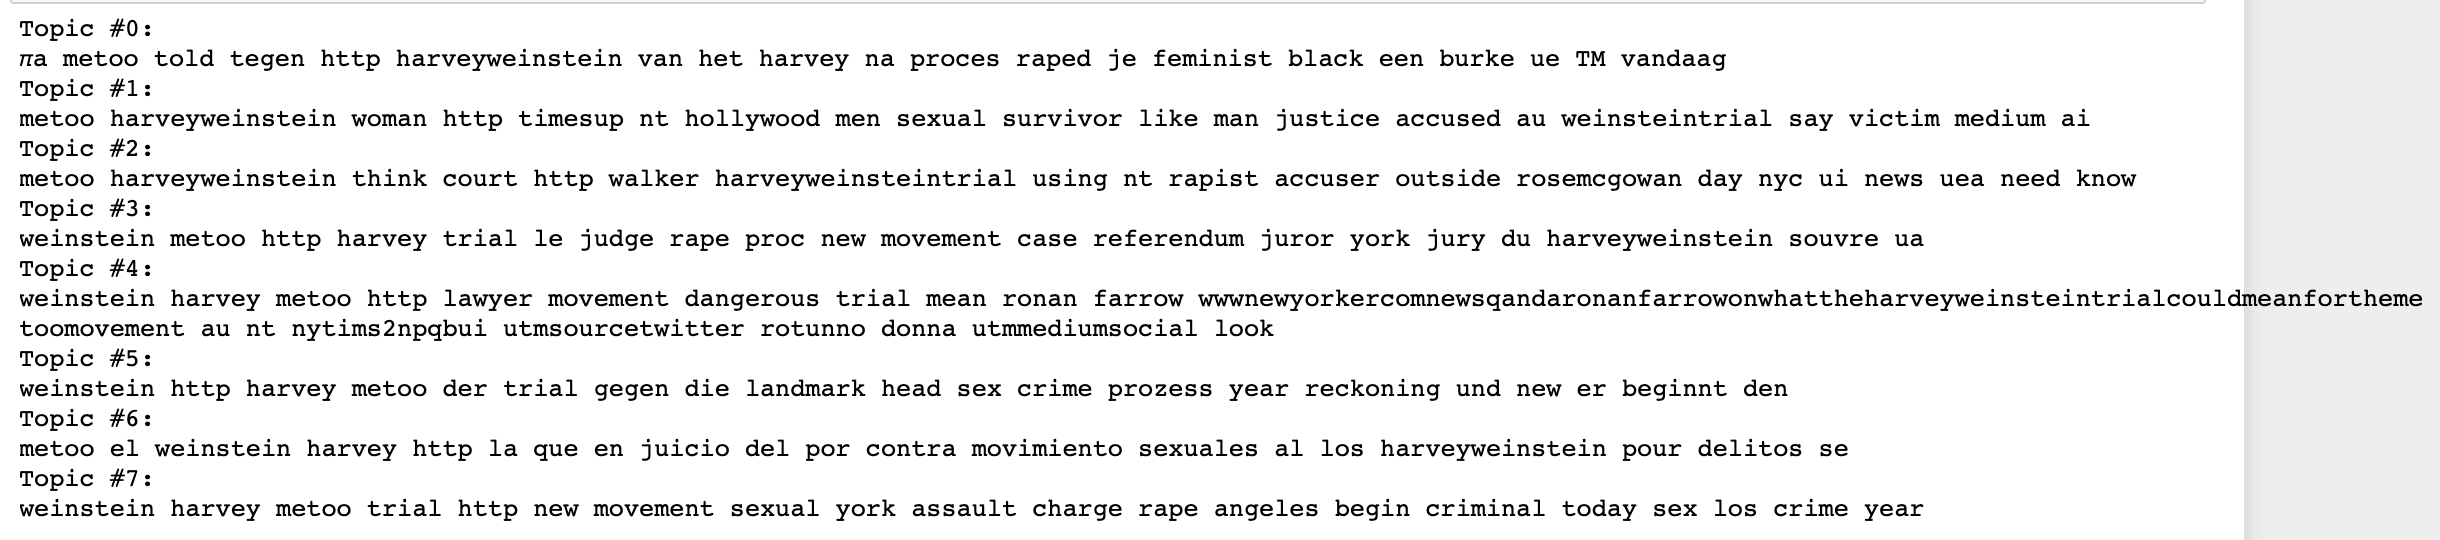 Topic #0:
πa metoo told tegen http harveyweinstein van het harvey na proces raped je feminist black een burke ue TM vandaag
Topic #1:
metoo harveyweinstein woman http timesup nt hollywood men sexual survivor like man justice accused au weinsteintrial say victim medium ai
Topic #2:
metoo harveyweinstein think court http walker harveyweinsteintrial using nt rapist accuser outside rosemcgowan day nyc ui news uea need know
Topic #3:
weinstein metoo http harvey trial le judge rape proc new movement case referendum juror york jury du harveyweinstein souvre ua
Topic #4:
weinstein harvey metoo http lawyer movement dangerous trial mean ronan farrow wwwnewyorkercomnewsqandaronanfarrowonwhattheharveyweinsteintrialcouldmeanfortheme
toomovement au nt nytims2npqbui utmsourcetwitter rotunno donna utmmediumsocial look
Topic #5:
weinstein http harvey metoo der trial gegen die landmark head sex crime prozess year reckoning und new er beginnt den
Topic #6:
metoo el weinstein harvey http la que en juicio del por contra movimiento sexuales al los harveyweinstein pour delitos se
Topic #7:
weinstein harvey metoo trial http new movement sexual york assault charge rape angeles begin criminal today sex los crime year